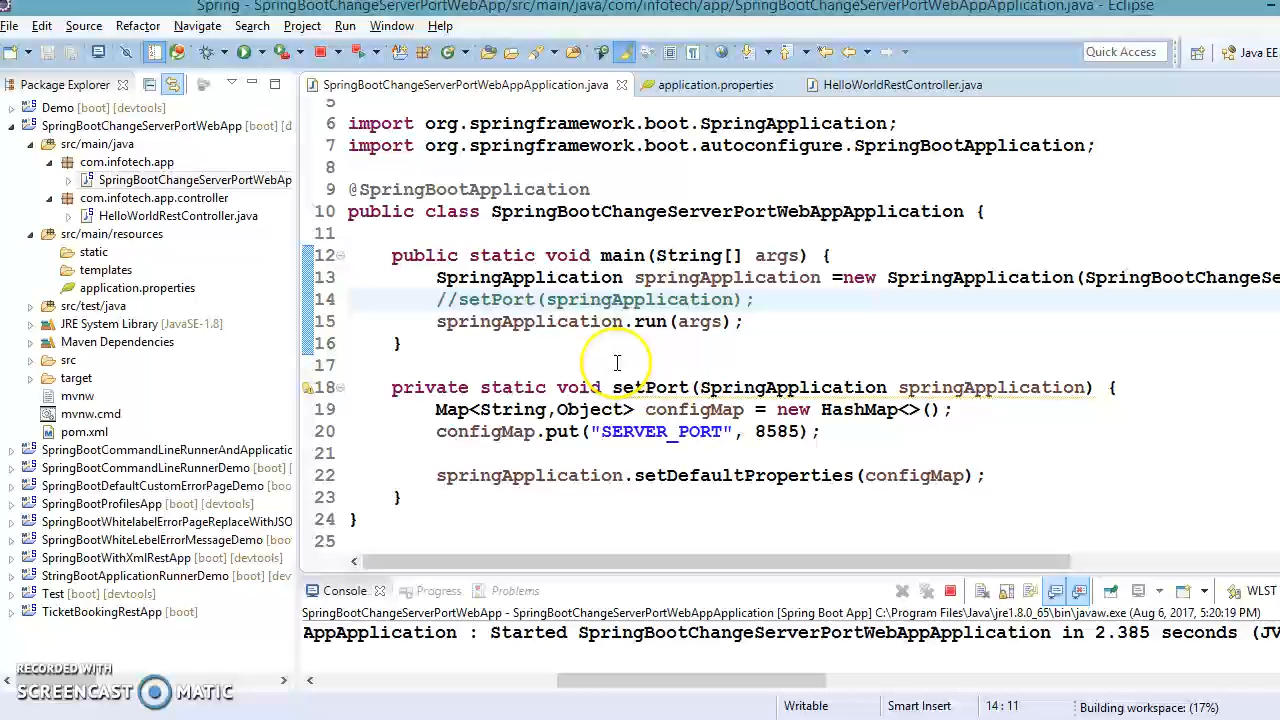 Spring - SpringBootChangeServerPortWebApp/src/main/java/com/infotech/app/SpringBootChangeServerPortWebAppApplication.java - Eclipse
File Edit Source Refactor Navigate Search Project Run Window Help
Quick Access
Java EE
Package Explorer
SpringBootChangeServerPortWebAppApplication.java
application.properties
HelloWorldRestController.java
Demo [boot] [devtools]
SpringBootChangeServerPortWebApp [boot] [d
src/main/java
com.infotech.app
SpringBootChangeServerPortWebAp
com.infotech.app.controller
HelloWorldRestController.java
src/main/resources
static
templates
application.properties
src/test/java
JRE System Library [JavaSE-1.8]
Maven Dependencies
src
target
mvnw
mvnw.cmd
pom.xml
SpringBootCommandLineRunnerAndApplicatio
SpringBootCommandLineRunnerDemo [boot]
SpringBootDefaultCustomErrorPageDemo [boot]
SpringBootProfilesApp [boot] [devtools]
SpringBootWhitelabelErrorPageReplaceWithJSO
SpringBootWhiteLebelErrorMessageDemo [boot]
SpringBootWithXmlRestApp [boot] [devtools]
StringBootApplicationRunnerDemo [boot] [dev
Test [boot] [devtools]
TicketBookingRestApp [boot]
5
6 import org.springframework.boot.SpringApplication;
7 import org.springframework.boot.autoconfigure.SpringBootApplication;
8
9 @SpringBootApplication
10 public class SpringBootChangeServerPortWebAppApplication {
11
12 public static void main(String[] args) {
13 SpringApplication springApplication =new SpringApplication(SpringBootChangeSe
14 //setPort(springApplication);
15 springApplication.run(args);
16 }
17
18 private static void setPort(SpringApplication springApplication) {
19 Map<String,Object> configMap = new HashMap<>();
20 configMap.put("SERVER_PORT", 8585);
21
22 springApplication.setDefaultProperties(configMap);
23 }
24 }
25
Console Progress Problems
WLST
SpringBootChangeServerPortWebApp - SpringBootChangeServerPortWebAppApplication [Spring Boot App] C:\Program Files\Java\jre1.8.0_65\bin\javaw.exe (Aug 6, 2017, 5:20:19 PM)
AppApplication : Started SpringBootChangeServerPortWebAppApplication in 2.385 seconds (JV
RECORDED WITH
SCREENCAST MATIC
Writable Smart Insert 14 : 11 Building workspace: (17%)